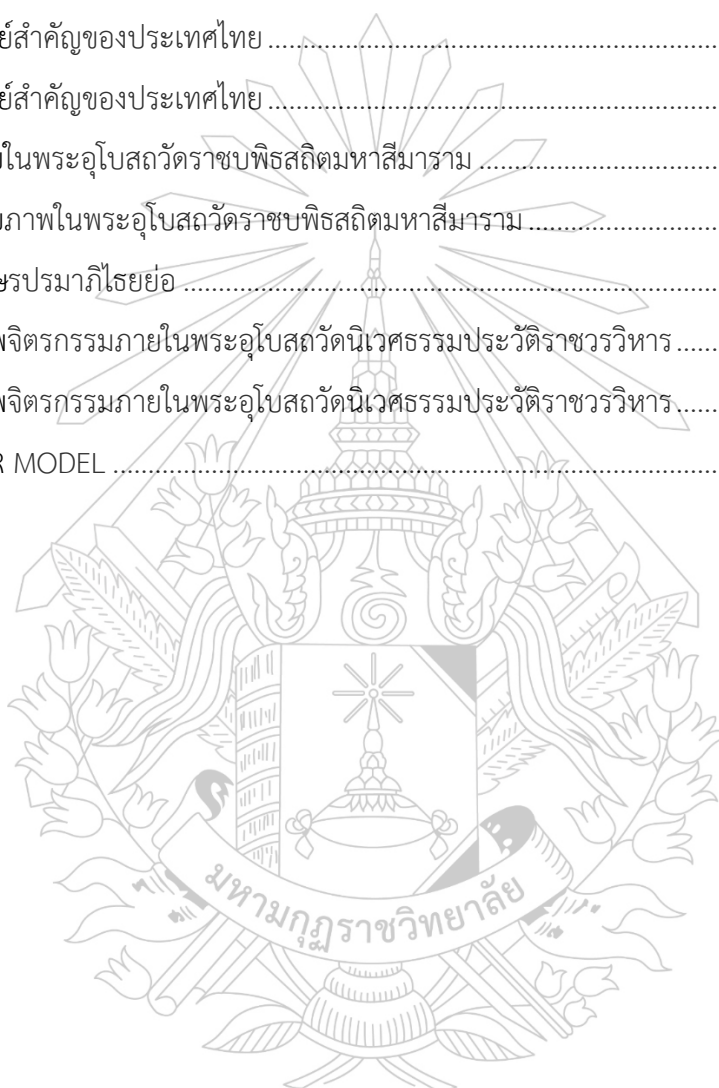 ย์สำคัญของประเทศไทย
ย์สำคัญของประเทศไทย
ในพระอุโบสถวัดราชบพิธสถิตมหาสีมาราม
ภาพในพระอุโบสถวัดราชบพิธสถิตมหาสีมาราม
รปรมาภิไธยย่อ
จิตรกรรมภายในพระอุโบสถวัดนิเวศธรรมประวัติราชวรวิหาร
จิตรกรรมภายในพระอุโบสถวัดนิเวศธรรมประวัติราชวรวิหาร
R MODEL
มหามกุฏราชวิทยาลัย